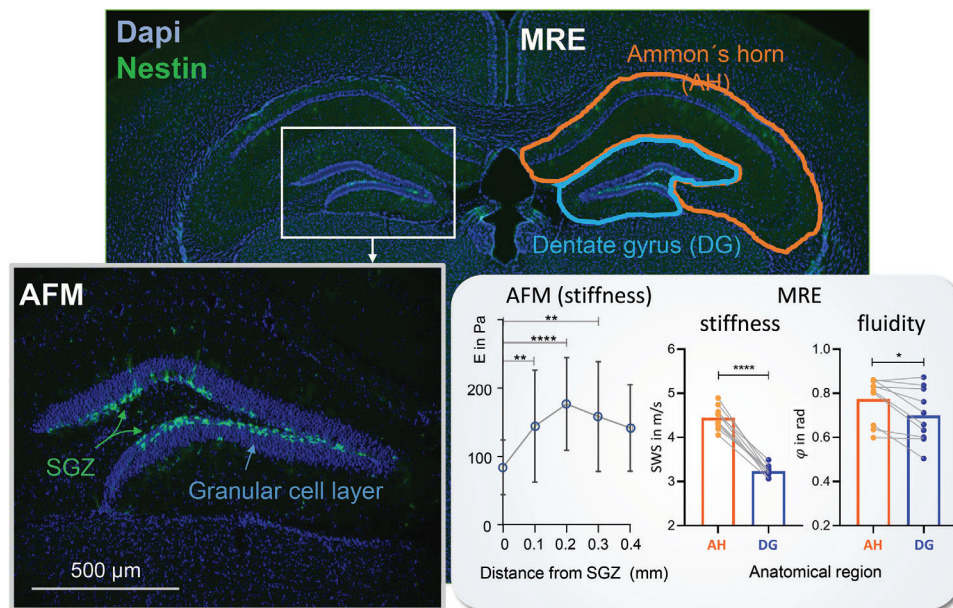 Dapi
Nestin
MRE
Ammon´s horn
(AH)
Dentate gyrus (DG)
AFM
SGZ
Granular cell layer
500 µm
AFM (stiffness)
MRE
stiffness
fluidity
E in Pa
200
100
0
**
****
**
0 0.1 0.2 0.3 0.4
Distance from SGZ (mm)
SWS in m/s
6
5
4
3
2
****
AH DG
φ in rad
1.0
0.8
0.6
0.4
0.2
*
AH DG
Anatomical region